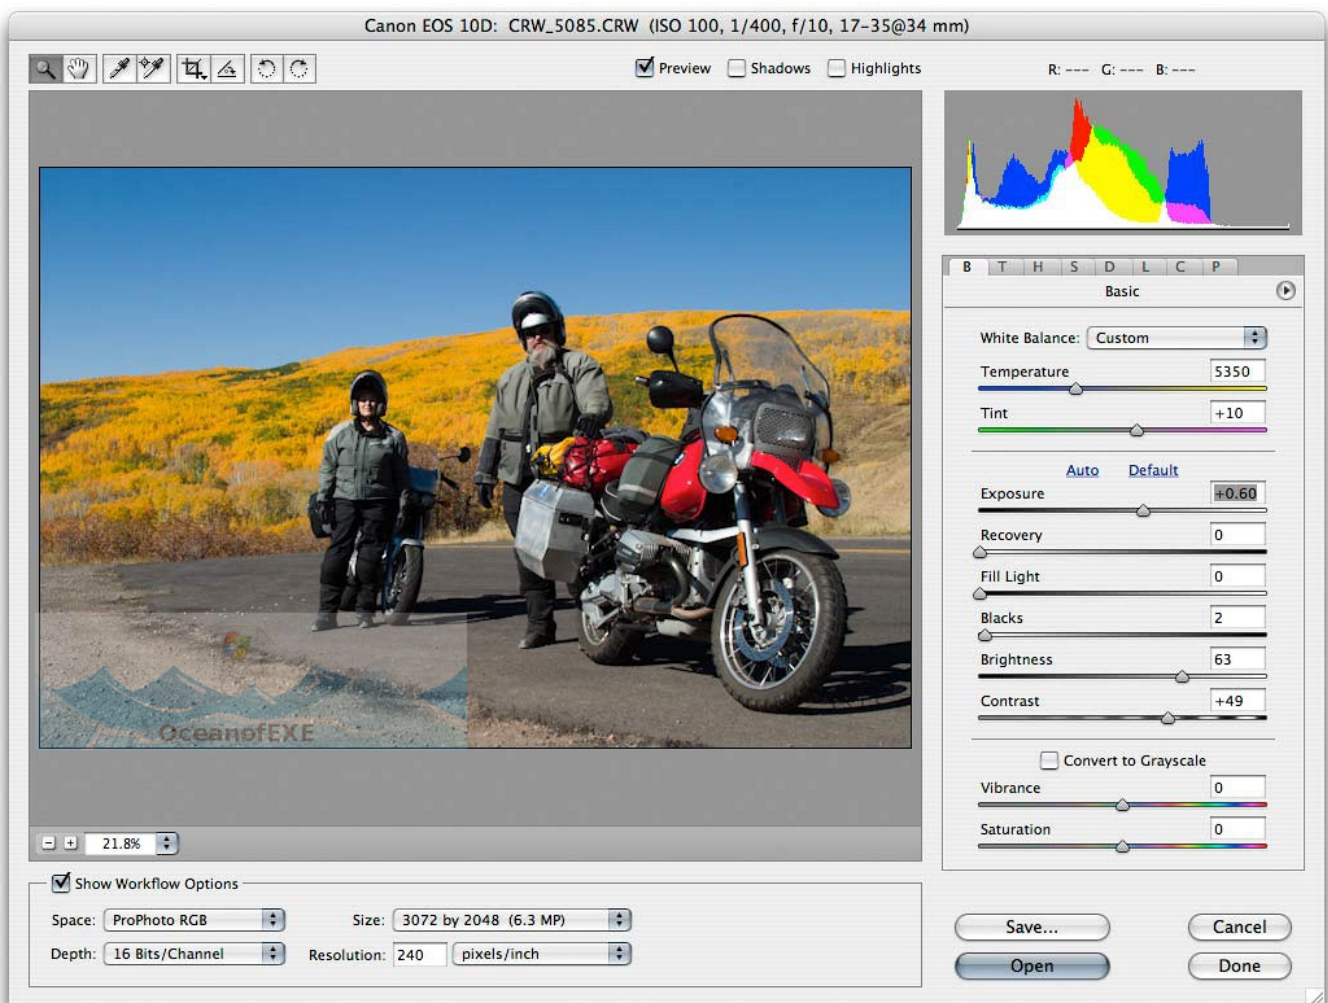 Canon EOS 10D: CRW_5085.CRW (ISO 100, 1/400, f/10, 17-35@34 mm)
Preview Shadows Highlights R: --- G: --- B: ---
B T H S D L C P
Basic
White Balance: Custom
Temperature 5350
Tint +10
Auto Default
Exposure +0.60
Recovery 0
Fill Light 0
Blacks 2
Brightness 63
Contrast +49
Convert to Grayscale
Vibrance 0
Saturation 0
OceanofEXE
21.8%
Show Workflow Options
Space: ProPhoto RGB Size: 3072 by 2048 (6.3 MP)
Depth: 16 Bits/Channel Resolution: 240 pixels/inch
Save... Cancel
Open Done